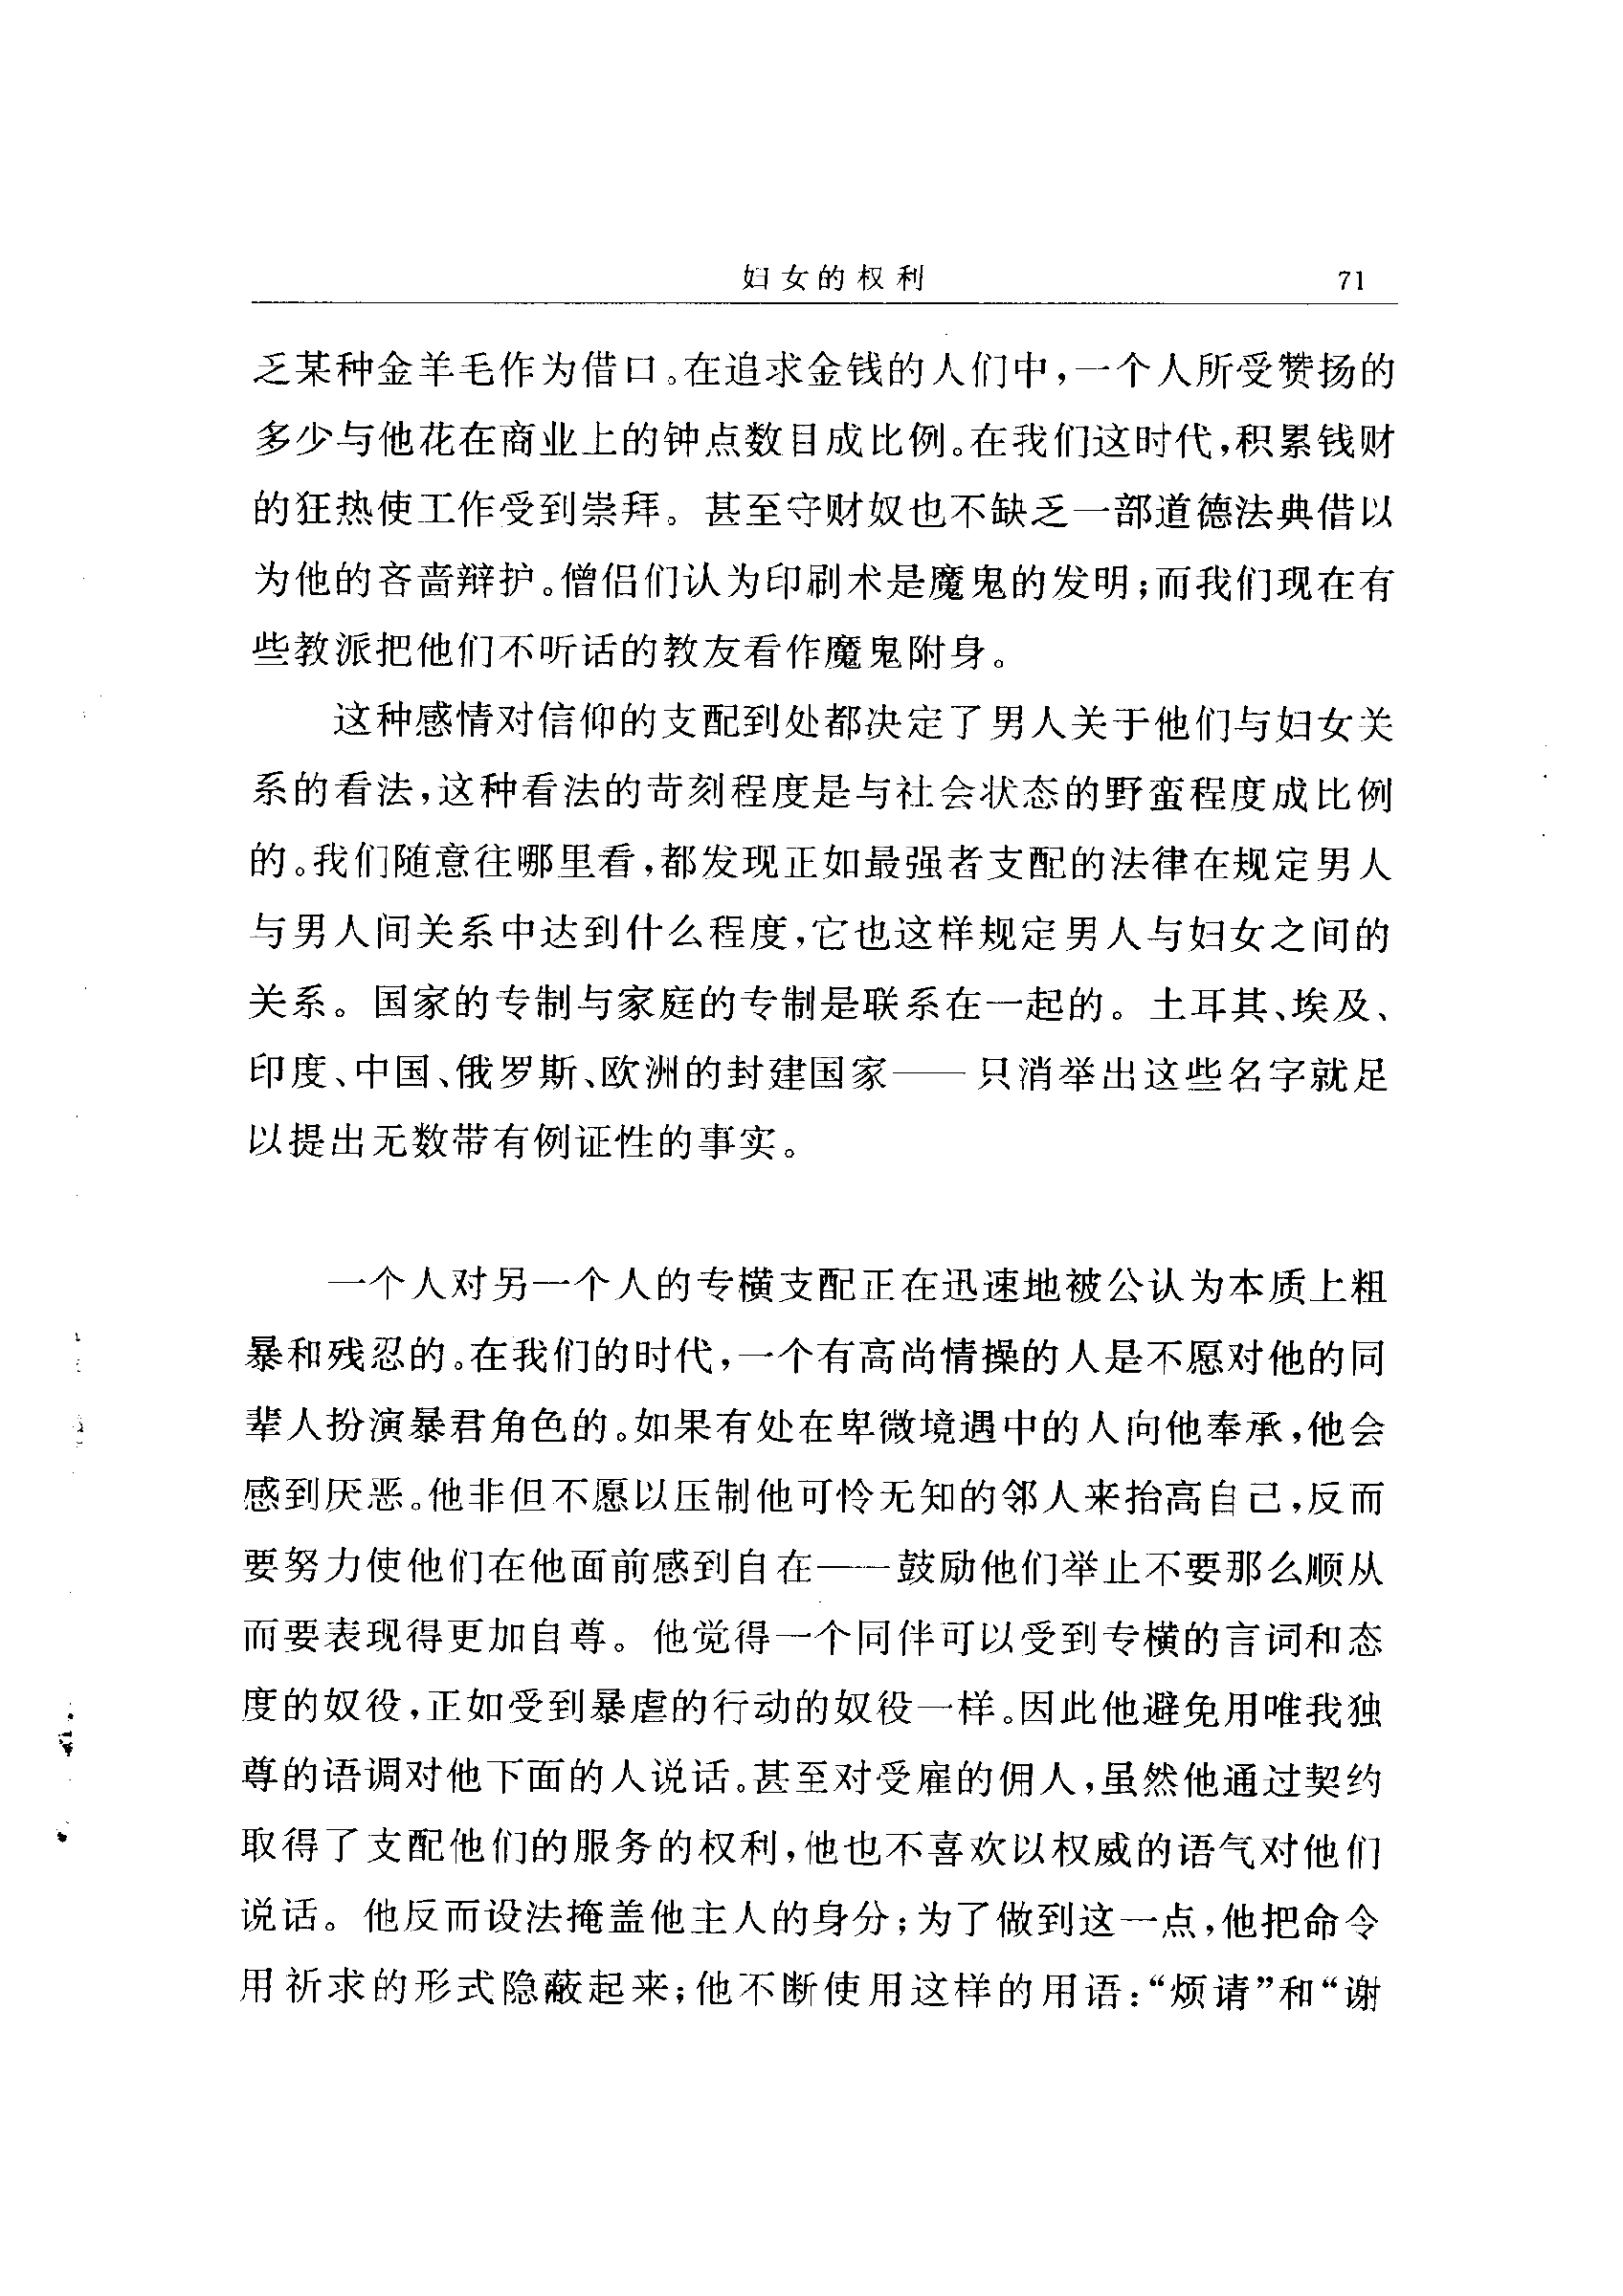 妇女的权利 71
乏某种金羊毛作为借口。在追求金钱的人们中，一个人所受赞扬的
多少与他花在商业上的钟点数目成比例。在我们这时代，积累钱财
的狂热使工作受到崇拜。甚至守财奴也不缺乏一部道德法典借以
为他的吝啬辩护。僧侣们认为印刷术是魔鬼的发明；而我们现在有
些教派把他们不听话的教友看作魔鬼附身。
这种感情对信仰的支配到处都决定了男人关于他们与妇女关
系的看法，这种看法的苛刻程度是与社会状态的野蛮程度成比例
的。我们随意往哪里看，都发现正如最强者支配的法律在规定男人
与男人间关系中达到什么程度，它也这样规定男人与妇女之间的
关系。国家的专制与家庭的专制是联系在一起的。土耳其、埃及、
印度、中国、俄罗斯、欧洲的封建国家——只消举出这些名字就足
以提出无数带有例证性的事实。
一个人对另一个人的专横支配正在迅速地被公认为本质上粗
暴和残忍的。在我们的时代，一个有高尚情操的人是不愿对他的同
辈人扮演暴君角色的。如果有处在卑微境遇中的人向他奉承，他会
感到厌恶。他非但不愿以压制他可怜无知的邻人来抬高自己，反而
要努力使他们在他面前感到自在——鼓励他们举止不要那么顺从
而要表现得更加自尊。他觉得一个同伴可以受到专横的言词和态
度的奴役，正如受到暴虐的行动的奴役一样。因此他避免用唯我独
尊的语调对他下面的人说话。甚至对受雇的佣人，虽然他通过契约
取得了支配他们的服务的权利，他也不喜欢以权威的语气对他们
说话。他反而设法掩盖他主人的身分；为了做到这一点，他把命令
用祈求的形式隐蔽起来；他不断使用这样的用语：“烦请”和“谢